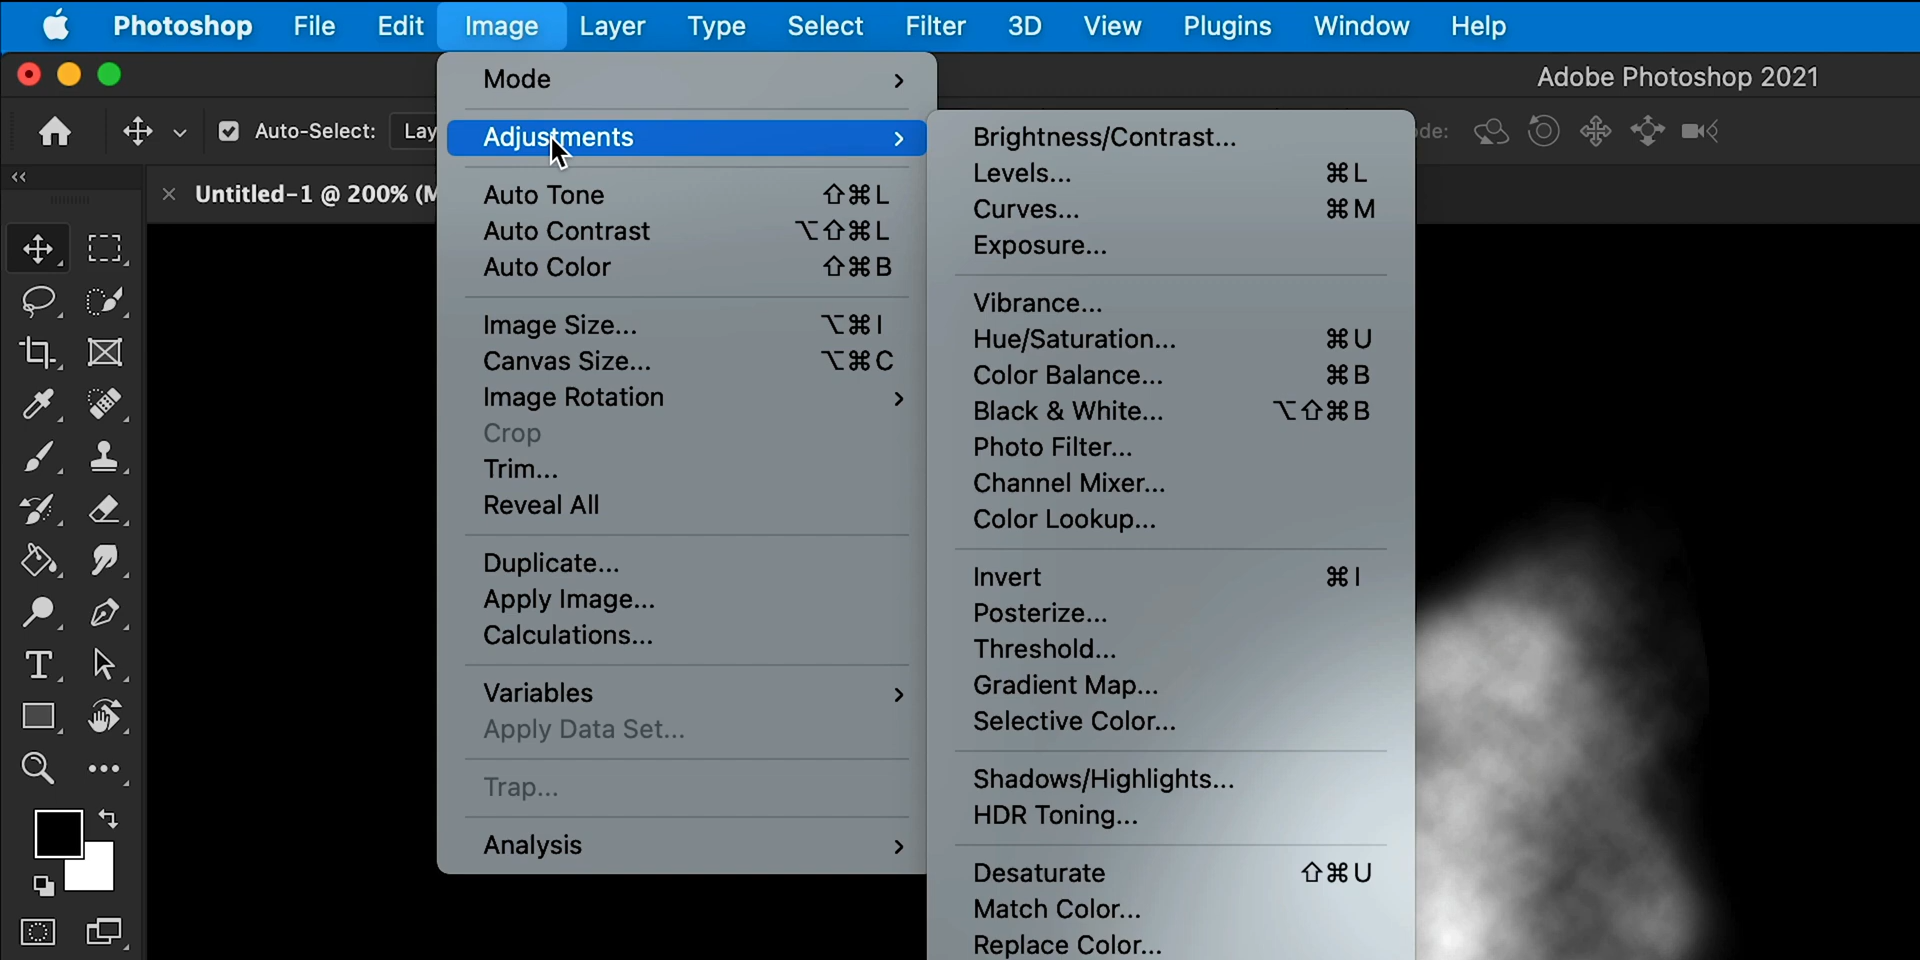 Photoshop File Edit Image Layer Type Select Filter 3D View Plugins Window Help
Adobe Photoshop 2021
Auto-Select: Lay
de:
Untitled-1 @ 200% (M
Mode
Adjustments
Auto Tone ⇧⌘L
Auto Contrast ⌥⇧⌘L
Auto Color ⇧⌘B
Image Size... ⌥⌘I
Canvas Size... ⌥⌘C
Image Rotation
Crop
Trim...
Reveal All
Duplicate...
Apply Image...
Calculations...
Variables
Apply Data Set...
Trap...
Analysis
Brightness/Contrast...
Levels... ⌘L
Curves... ⌘M
Exposure...
Vibrance...
Hue/Saturation... ⌘U
Color Balance... ⌘B
Black & White... ⌥⇧⌘B
Photo Filter...
Channel Mixer...
Color Lookup...
Invert ⌘I
Posterize...
Threshold...
Gradient Map...
Selective Color...
Shadows/Highlights...
HDR Toning...
Desaturate ⇧⌘U
Match Color...
Replace Color...